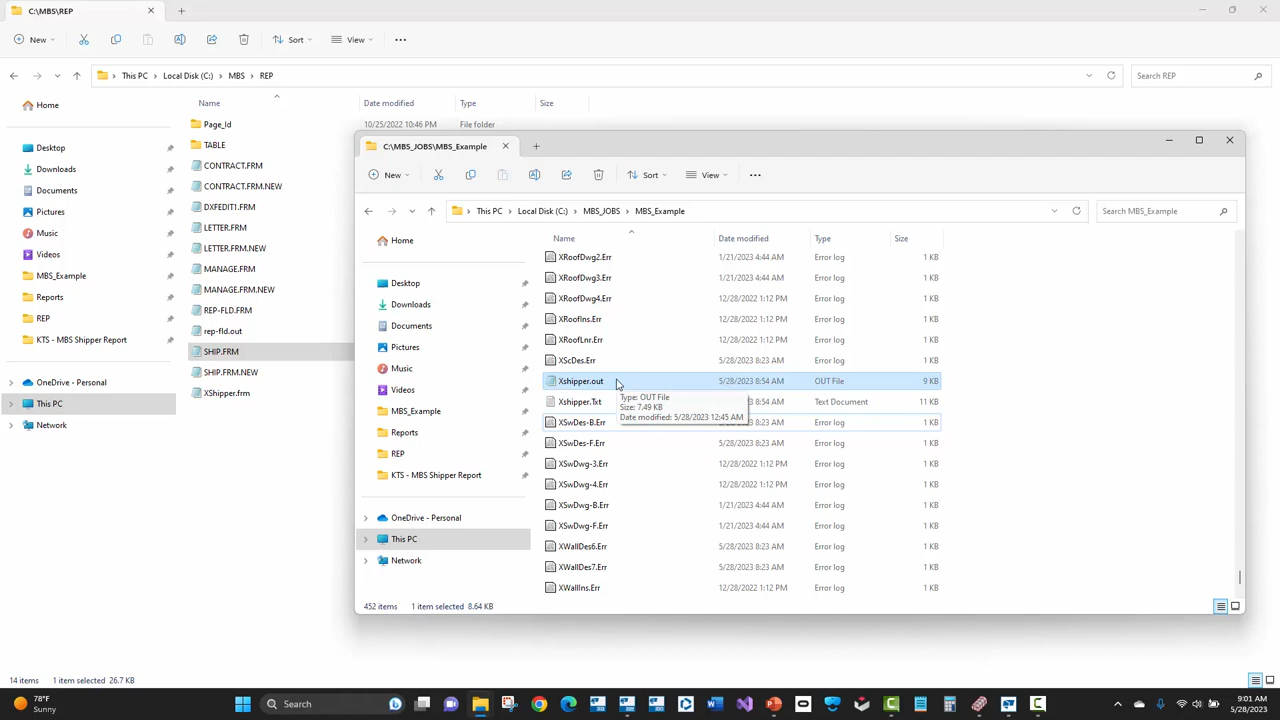 C:\MBS\REP
New
Sort
View
This PC > Local Disk (C:) > MBS > REP
Search REP
Home
Desktop
Downloads
Documents
Pictures
Music
Videos
MBS_Example
Reports
REP
KTS - MBS Shipper Report
OneDrive - Personal
This PC
Network
Name Date modified Type Size
Page_Id 10/25/2022 10:46 PM File folder
TABLE
CONTRACT.FRM
CONTRACT.FRM.NEW
DXFEDIT1.FRM
LETTER.FRM
LETTER.FRM.NEW
MANAGE.FRM
MANAGE.FRM.NEW
REP-FLD.FRM
rep-fld.out
SHIP.FRM
SHIP.FRM.NEW
XShipper.frm
C:\MBS_JOBS\MBS_Example
New
Sort
View
This PC > Local Disk (C:) > MBS_JOBS > MBS_Example
Search MBS_Example
Home
Desktop
Downloads
Documents
Pictures
Music
Videos
MBS_Example
Reports
REP
KTS - MBS Shipper Report
OneDrive - Personal
This PC
Network
Name Date modified Type Size
XRoofDwg2.Err 1/21/2023 4:44 AM Error log 1 KB
XRoofDwg3.Err 1/21/2023 4:44 AM Error log 1 KB
XRoofDwg4.Err 12/28/2022 1:12 PM Error log 1 KB
XRoofIns.Err 12/28/2022 1:12 PM Error log 1 KB
XRoofLnr.Err 12/28/2022 1:12 PM Error log 1 KB
XScDes.Err 5/28/2023 8:23 AM Error log 1 KB
Xshipper.out 5/28/2023 8:54 AM OUT File 9 KB
Xshipper.Txt 8:54 AM Text Document 11 KB
XSwDes-B.Err 8:23 AM Error log 1 KB
XSwDes-F.Err 5/28/2023 8:23 AM Error log 1 KB
XSwDwg-3.Err 12/28/2022 1:12 PM Error log 1 KB
XSwDwg-4.Err 12/28/2022 1:12 PM Error log 1 KB
XSwDwg-B.Err 1/21/2023 4:44 AM Error log 1 KB
XSwDwg-F.Err 1/21/2023 4:44 AM Error log 1 KB
XWallDes6.Err 5/28/2023 8:23 AM Error log 1 KB
XWallDes7.Err 5/28/2023 8:23 AM Error log 1 KB
XWallIns.Err 12/28/2022 1:12 PM Error log 1 KB
Type: OUT File
Size: 7.49 KB
Date modified: 5/28/2023 12:45 AM
452 items 1 item selected 8.64 KB
14 items 1 item selected 26.7 KB
78°F
Sunny
Search
9:01 AM
5/28/2023